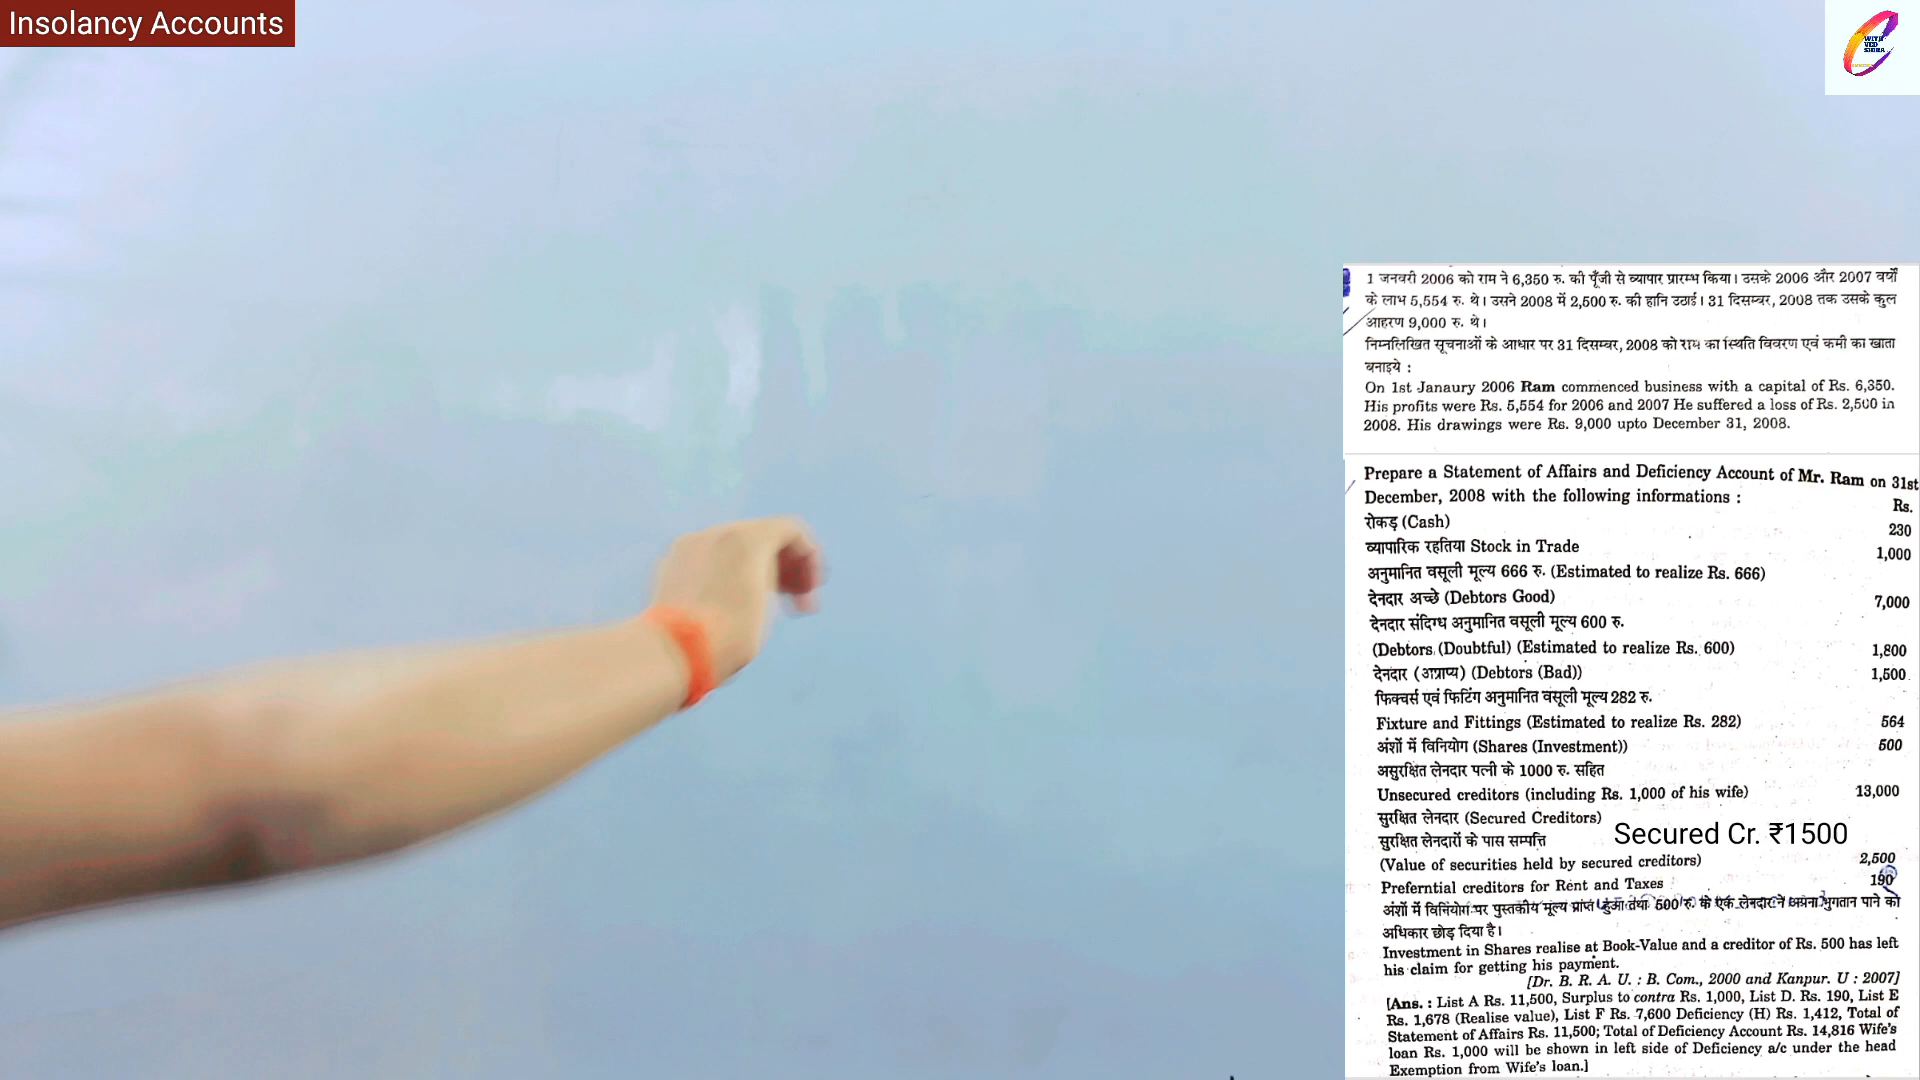 Insolancy Accounts
WITH
VED
1 जनवरी 2006 को राम ने 6,350 रु. की पूँजी से व्यापार प्रारम्भ किया। उसके 2006 और 2007 वर्षों
के लाभ 5,554 रु. थे। उसने 2008 में 2,500 रु. की हानि उठाई। 31 दिसम्बर, 2008 तक उसके कुल
आहरण 9,000 रु. थे।
निम्नलिखित सूचनाओं के आधार पर 31 दिसम्बर, 2008 को राम का स्थिति विवरण एवं कमी का खाता
बनाइये :
On 1st Janaury 2006 Ram commenced business with a capital of Rs. 6,350.
His profits were Rs. 5,554 for 2006 and 2007 He suffered a loss of Rs. 2,500 in
2008. His drawings were Rs. 9,000 upto December 31, 2008.
Prepare a Statement of Affairs and Deficiency Account of Mr. Ram on 31st
December, 2008 with the following informations :
Rs.
रोकड़ (Cash) 230
व्यापारिक रहतिया Stock in Trade 1,000
अनुमानित वसूली मूल्य 666 रु. (Estimated to realize Rs. 666)
देनदार अच्छे (Debtors Good) 7,000
देनदार संदिग्ध अनुमानित वसूली मूल्य 600 रु.
(Debtors (Doubtful) (Estimated to realize Rs. 600) 1,800
देनदार (अप्राप्य) (Debtors (Bad)) 1,500
फिक्चर्स एवं फिटिंग अनुमानित वसूली मूल्य 282 रु.
Fixture and Fittings (Estimated to realize Rs. 282) 564
अंशों में विनियोग (Shares (Investment)) 500
असुरक्षित लेनदार पत्नी के 1000 रु. सहित
Unsecured creditors (including Rs. 1,000 of his wife) 13,000
सुरक्षित लेनदार (Secured Creditors) Secured Cr. ₹1500
सुरक्षित लेनदारों के पास सम्पत्ति
(Value of securities held by secured creditors) 2,500
Preferntial creditors for Rent and Taxes 190
अंशों में विनियोग पर पुस्तकीय मूल्य प्राप्त हुआ तथा 500 रु. के एक लेनदार ने अपना भुगतान पाने को
अधिकार छोड़ दिया है।
Investment in Shares realise at Book-Value and a creditor of Rs. 500 has left
his claim for getting his payment.
[Dr. B. R. A. U. : B. Com., 2000 and Kanpur. U : 2007]
[Ans. : List A Rs. 11,500, Surplus to contra Rs. 1,000, List D. Rs. 190, List E
Rs. 1,678 (Realise value), List F Rs. 7,600 Deficiency (H) Rs. 1,412, Total of
Statement of Affairs Rs. 11,500; Total of Deficiency Account Rs. 14,816 Wife's
loan Rs. 1,000 will be shown in left side of Deficiency a/c under the head
Exemption from Wife's loan.]